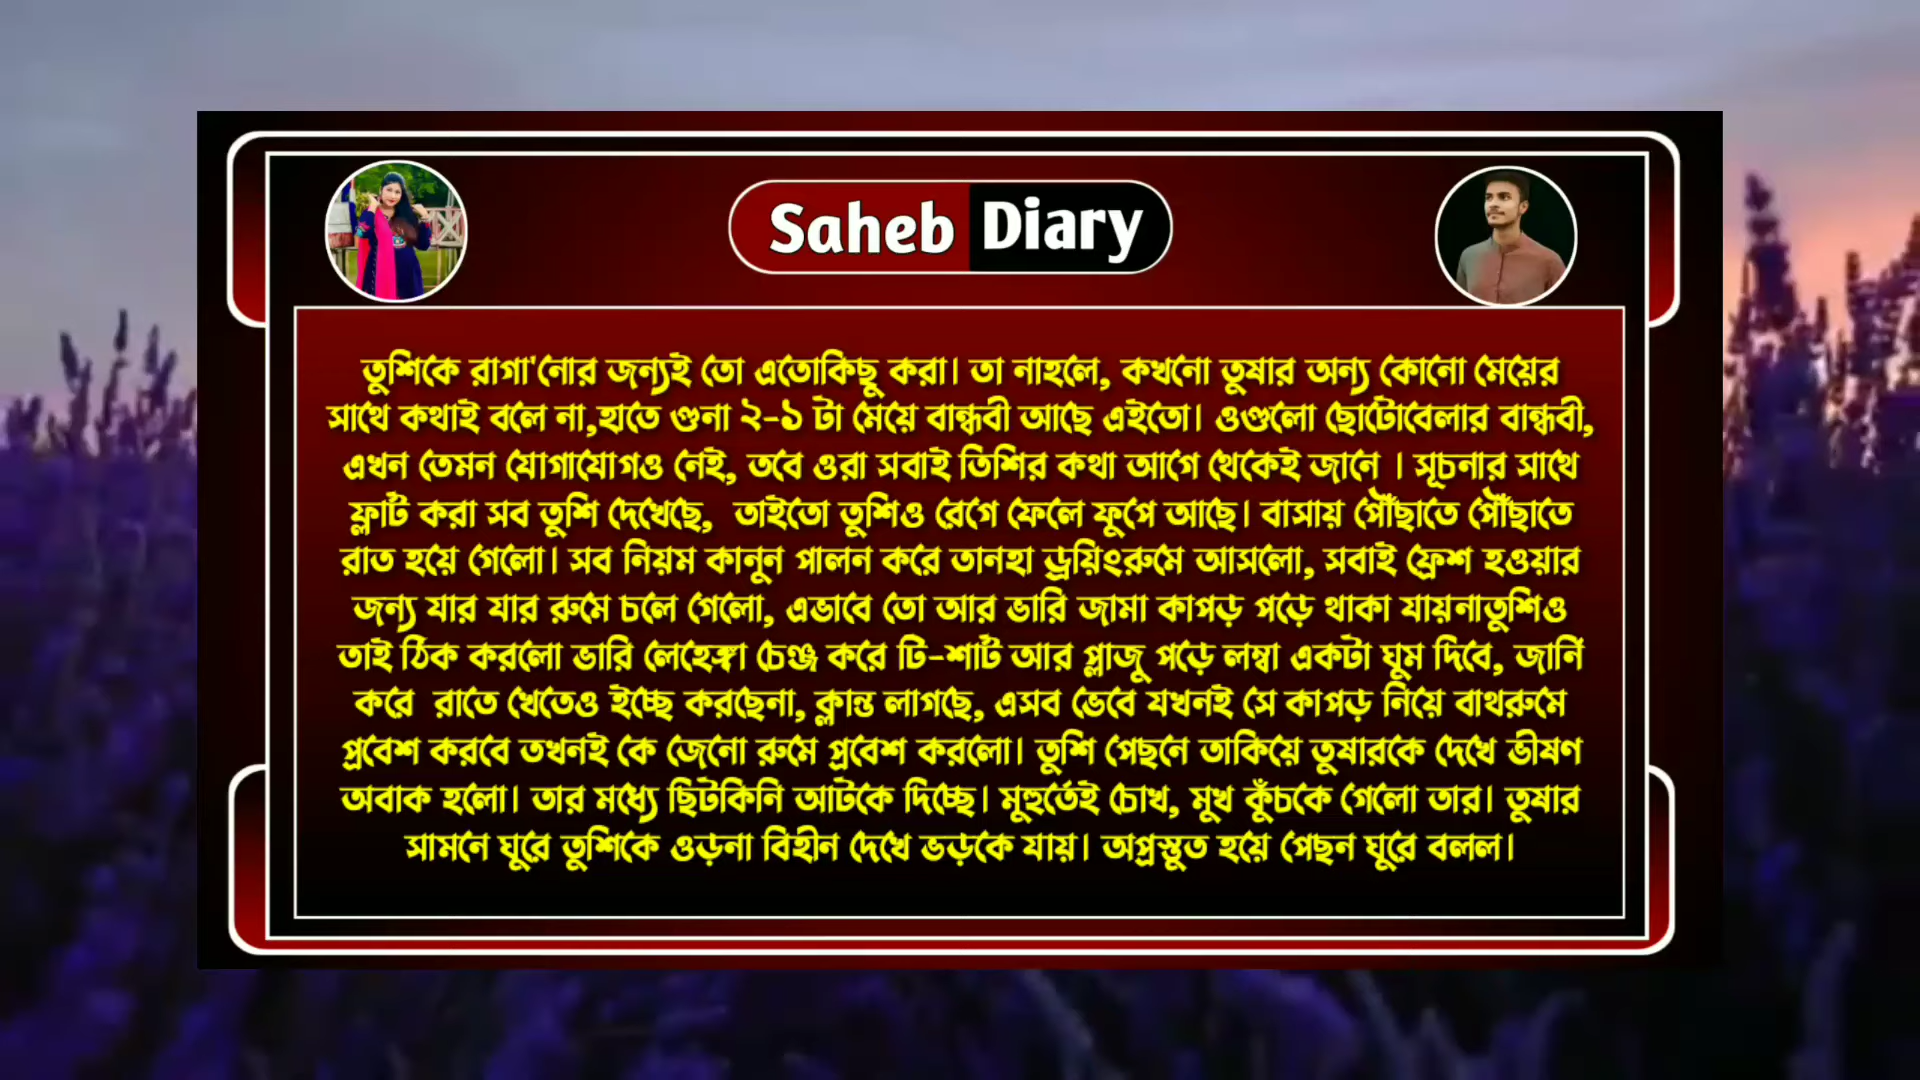 Saheb Diary
তুশিকে রাগা'নোর জন্যই তো এতোকিছু করা। তা নাহলে, কখনো তুষার অন্য কোনো মেয়ের
সাথে কথাই বলে না,হাতে গুনা ২-১ টা মেয়ে বান্ধবী আছে এইতো। ওগুলো ছোটোবেলার বান্ধবী,
এখন তেমন যোগাযোগও নেই, তবে ওরা সবাই তিশির কথা আগে থেকেই জানে । সূচনার সাথে
ফ্লার্ট করা সব তুশি দেখেছে, তাইতো তুশিও রেগে ফেলে ফুপে আছে। বাসায় পৌঁছাতে পৌঁছাতে
রাত হয়ে গেলো। সব নিয়ম কানুন পালন করে তানহা ড্রয়িংরুমে আসলো, সবাই ফ্রেশ হওয়ার
জন্য যার যার রুমে চলে গেলো, এভাবে তো আর ভারি জামা কাপড় পড়ে থাকা যায়নাতুশিও
তাই ঠিক করলো ভারি লেহেঙ্গা চেঞ্জ করে টি-শার্ট আর প্লাজু পড়ে লম্বা একটা ঘুম দিবে, জার্নি
করে রাতে খেতেও ইচ্ছে করছেনা, ক্লান্ত লাগছে, এসব ভেবে যখনই সে কাপড় নিয়ে বাথরুমে
প্রবেশ করবে তখনই কে জেনো রুমে প্রবেশ করলো। তুশি পেছনে তাকিয়ে তুষারকে দেখে ভীষণ
অবাক হলো। তার মধ্যে ছিটকিনি আটকে দিচ্ছে। মুহুর্তেই চোখ, মুখ কুঁচকে গেলো তার। তুষার
সামনে ঘুরে তুশিকে ওড়না বিহীন দেখে ভড়কে যায়। অপ্রস্তুত হয়ে পেছন ঘুরে বলল।